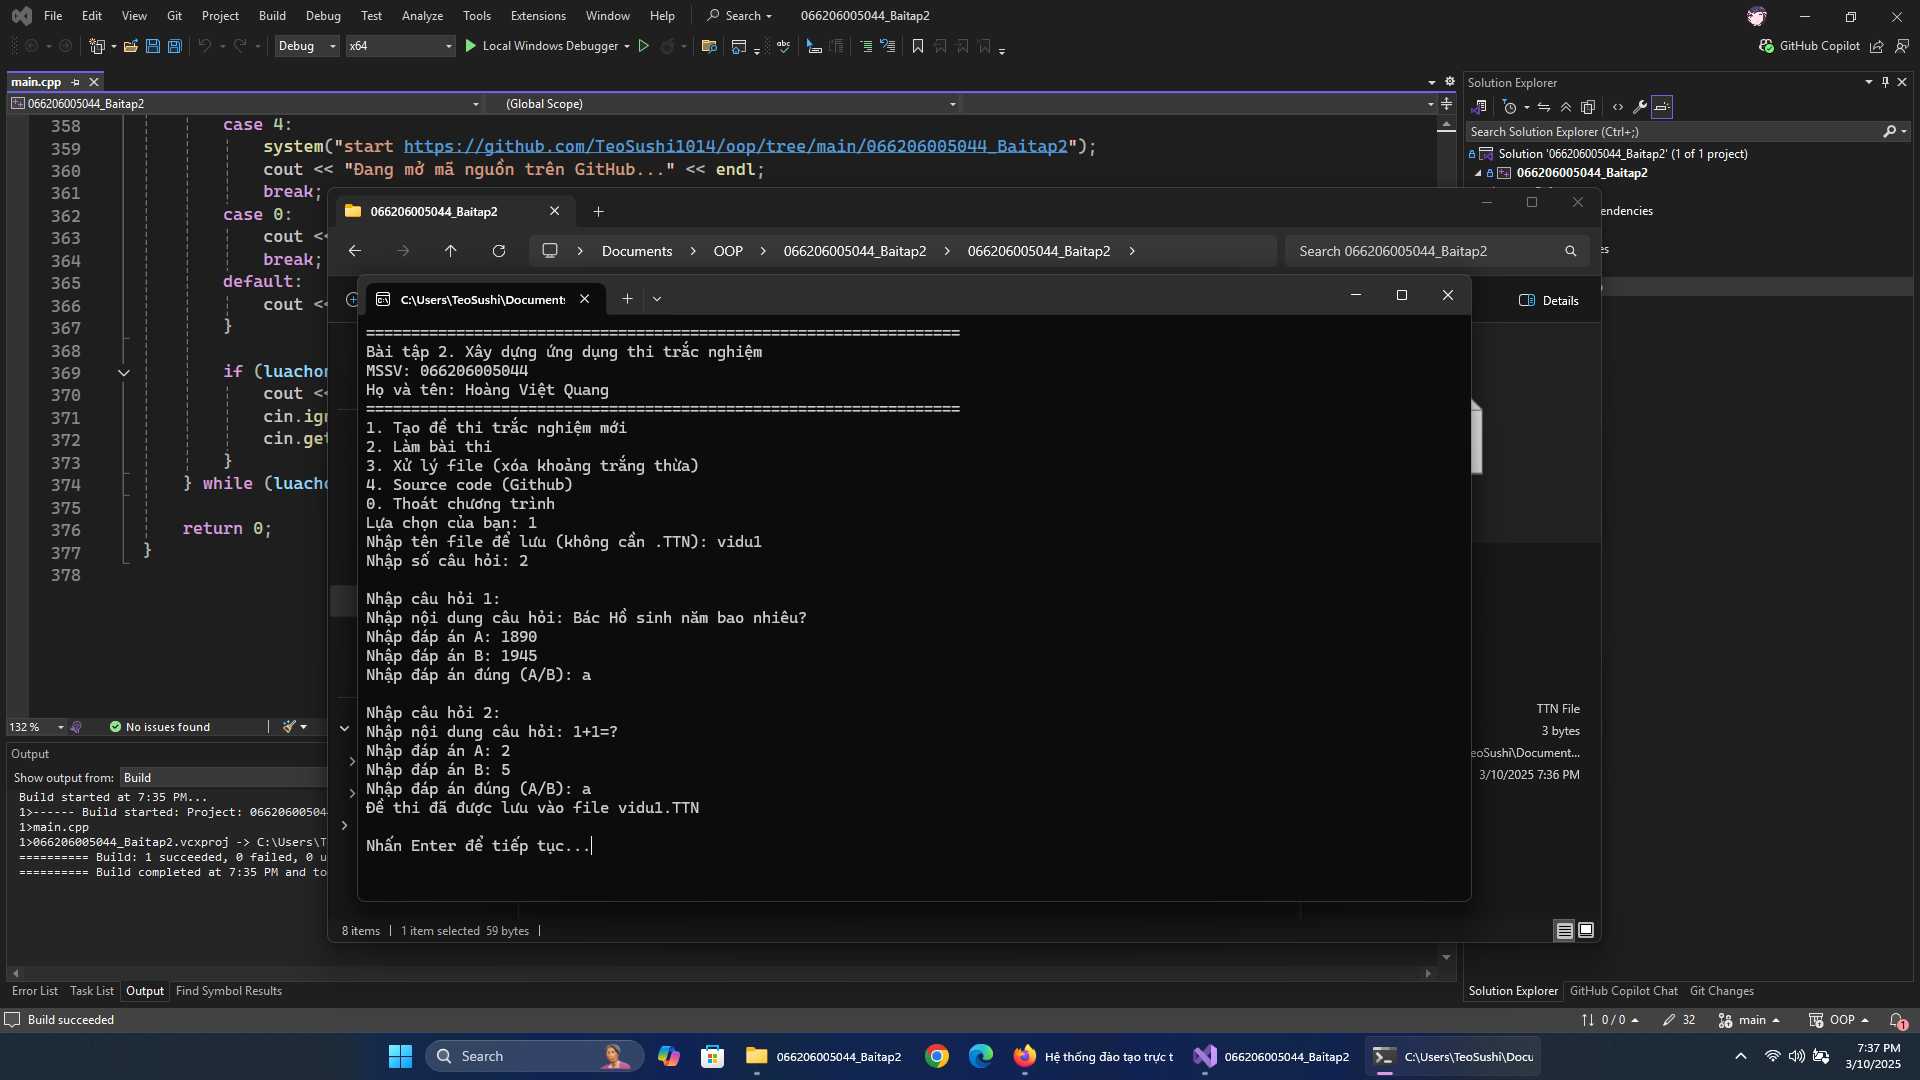 File Edit View Git Project Build Debug Test Analyze Tools Extensions Window Help Search 066206005044_Baitap2
Debug x64 Local Windows Debugger GitHub Copilot
main.cpp
066206005044_Baitap2 (Global Scope)
358 case 4:
359 system("start https://github.com/TeoSushi1014/oop/tree/main/066206005044_Baitap2");
360 cout << "Đang mở mã nguồn trên GitHub..." << endl;
361 break;
362 case 0:
363 cout <<
364 break;
365 default:
366 cout <<
367 }
368
369 if (luachon
370 cout <<
371 cin.ign
372 cin.get
373 }
374 } while (luacho
375
376 return 0;
377 }
378
132 % No issues found
Output
Show output from: Build
Build started at 7:35 PM...
1>------ Build started: Project: 06620600504
1>main.cpp
1>066206005044_Baitap2.vcxproj -> C:\Users\T
========== Build: 1 succeeded, 0 failed, 0 u
========== Build completed at 7:35 PM and to
Error List Task List Output Find Symbol Results
Build succeeded
Solution Explorer
Search Solution Explorer (Ctrl+;)
Solution '066206005044_Baitap2' (1 of 1 project)
066206005044_Baitap2
endencies
es
Solution Explorer GitHub Copilot Chat Git Changes
0 / 0 32 main OOP 1
066206005044_Baitap2
Documents OOP 066206005044_Baitap2 066206005044_Baitap2 Search 066206005044_Baitap2
Details
TTN File
3 bytes
eoSushi\Document...
3/10/2025 7:36 PM
8 items 1 item selected 59 bytes
C:\Users\TeoSushi\Document
==================================================================
Bài tập 2. Xây dựng ứng dụng thi trắc nghiệm
MSSV: 066206005044
Họ và tên: Hoàng Việt Quang
==================================================================
1. Tạo đề thi trắc nghiệm mới
2. Làm bài thi
3. Xử lý file (xóa khoảng trắng thừa)
4. Source code (Github)
0. Thoát chương trình
Lựa chọn của bạn: 1
Nhập tên file để lưu (không cần .TTN): vidu1
Nhập số câu hỏi: 2
Nhập câu hỏi 1:
Nhập nội dung câu hỏi: Bác Hồ sinh năm bao nhiêu?
Nhập đáp án A: 1890
Nhập đáp án B: 1945
Nhập đáp án đúng (A/B): a
Nhập câu hỏi 2:
Nhập nội dung câu hỏi: 1+1=?
Nhập đáp án A: 2
Nhập đáp án B: 5
Nhập đáp án đúng (A/B): a
Đề thi đã được lưu vào file vidu1.TTN
Nhấn Enter để tiếp tục...
Search 066206005044_Baitap2 Hệ thống đào tạo trực t 066206005044_Baitap2 C:\Users\TeoSushi\Docu
7:37 PM
3/10/2025